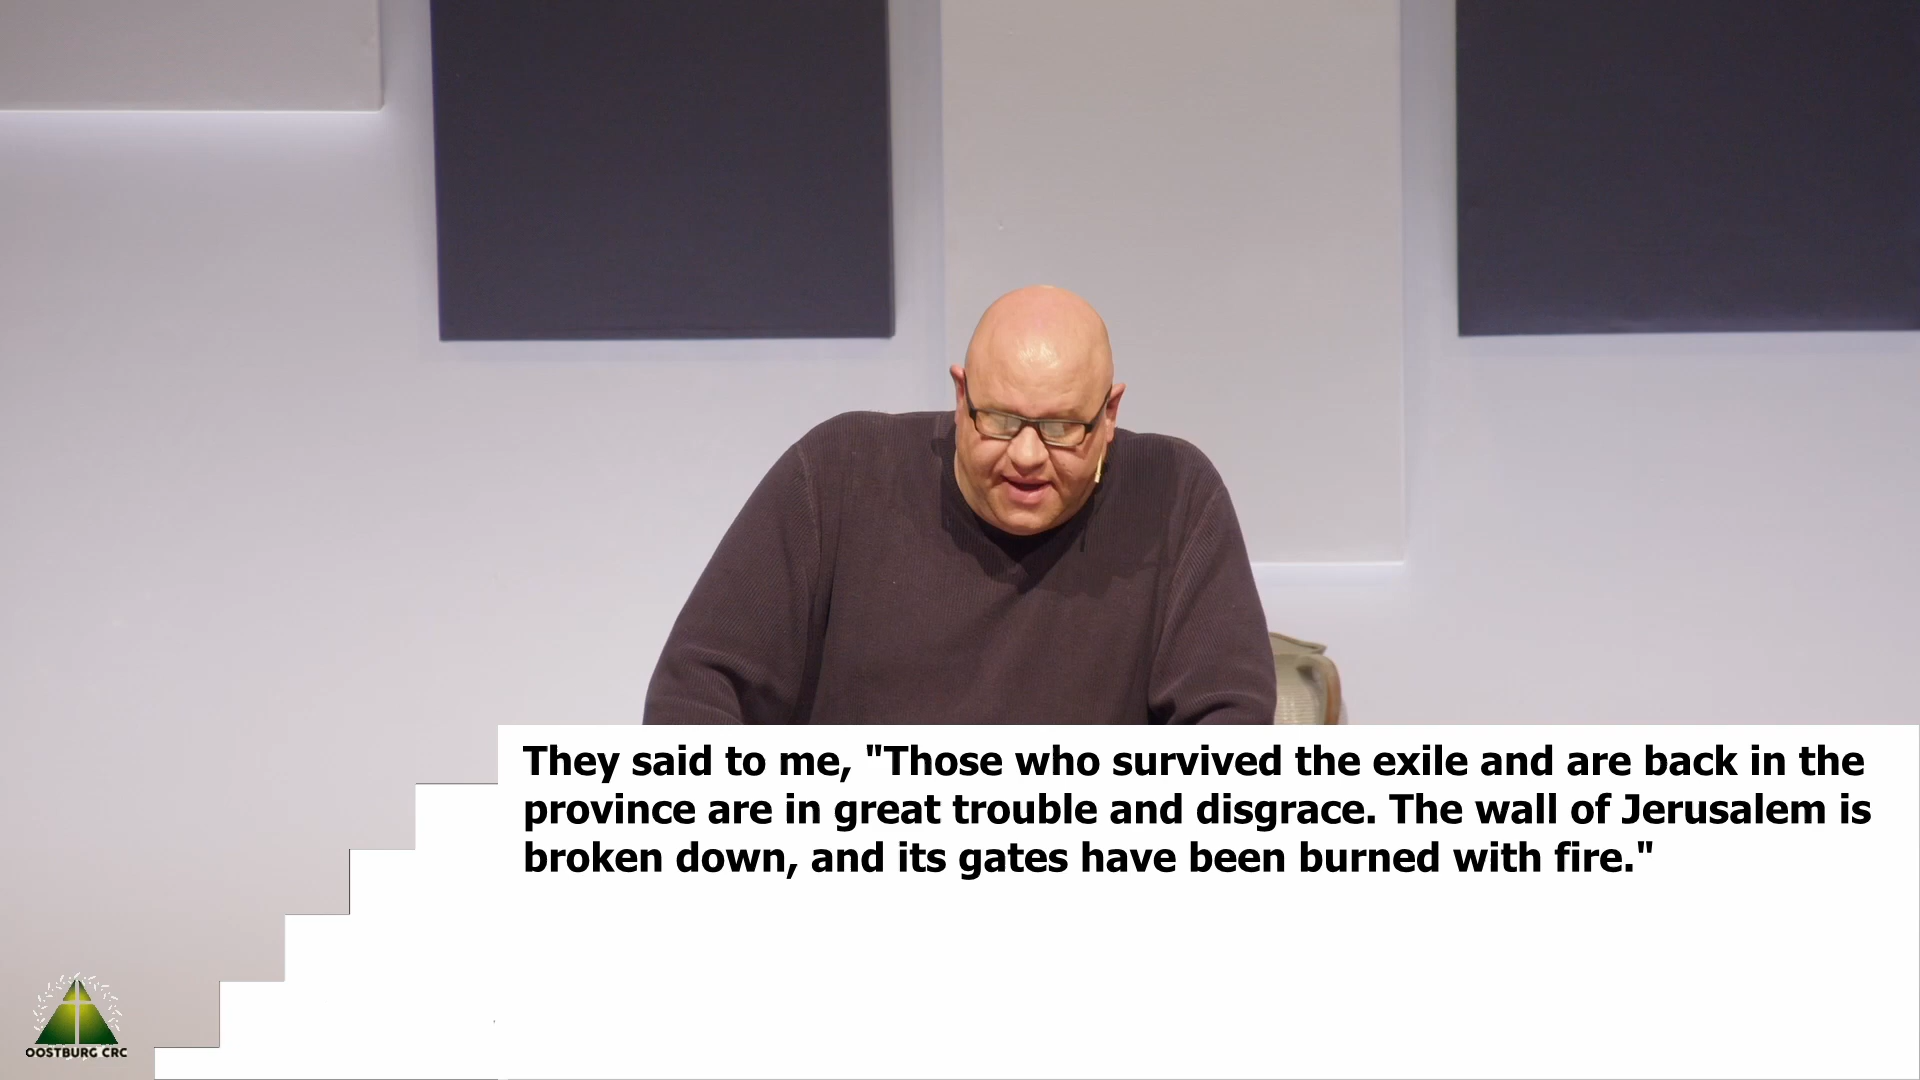 They said to me, "Those who survived the exile and are back in the
province are in great trouble and disgrace. The wall of Jerusalem is
broken down, and its gates have been burned with fire."
OOSTBURG CRC